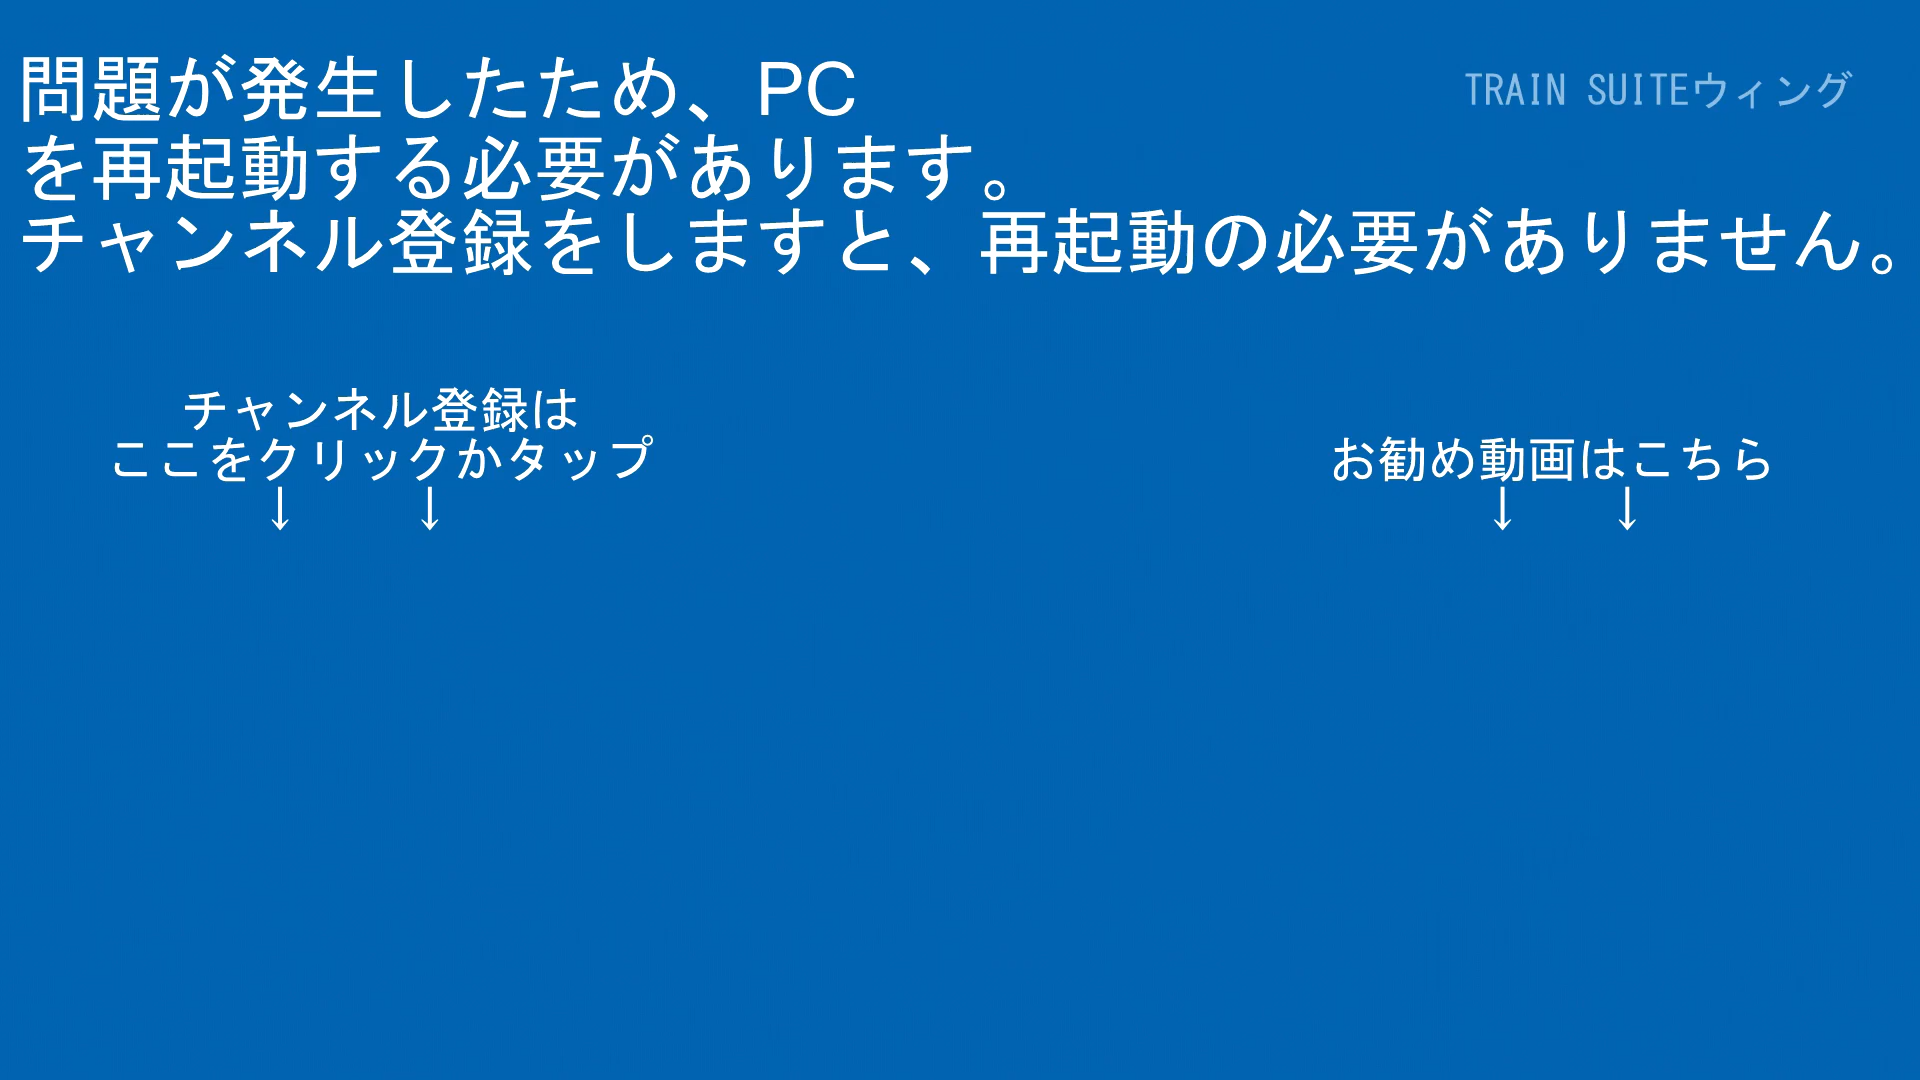 問題が発生したため、PC
を再起動する必要があります。
チャンネル登録をしますと、再起動の必要がありません。
TRAIN SUITEウィング
チャンネル登録は
ここをクリックかタップ
↓ ↓
お勧め動画はこちら
↓ ↓